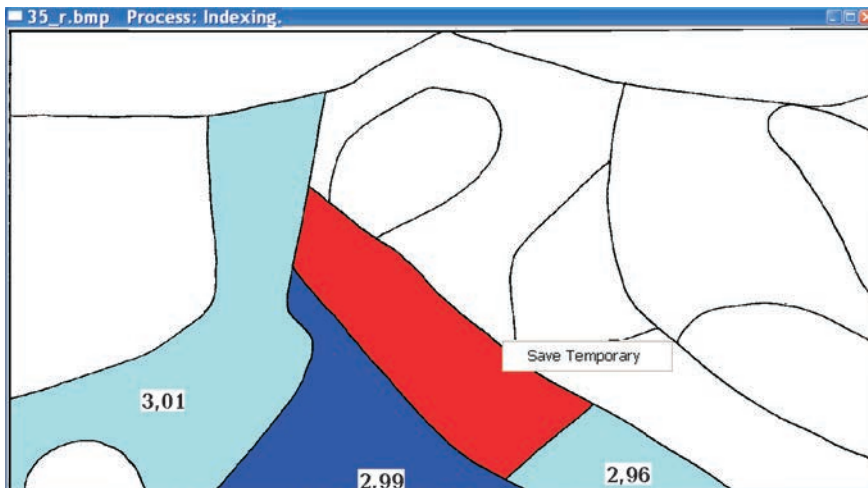 35_r.bmp Process: Indexing.
Save Temporary
3,01
2,99
2,96